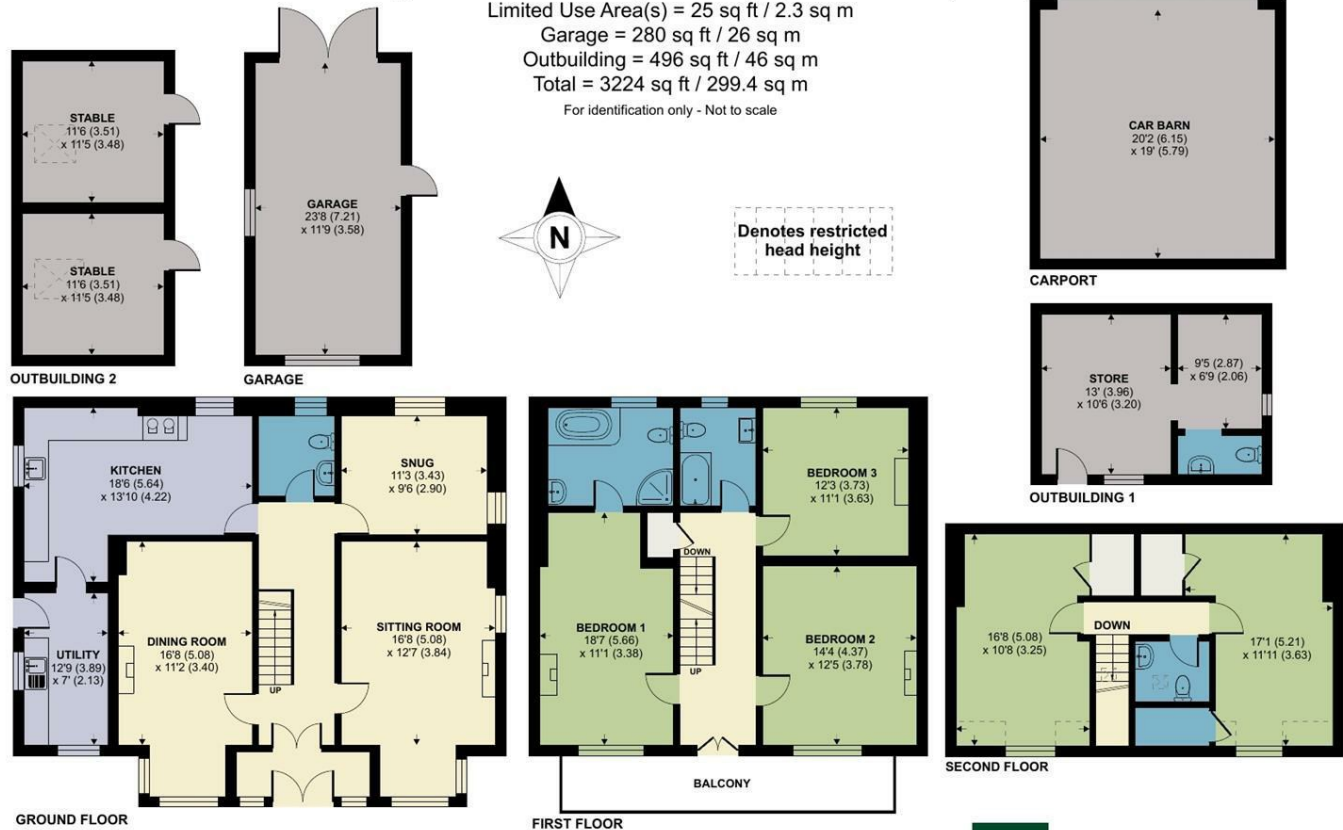 Limited Use Area(s) = 25 sq ft / 2.3 sq m
Garage = 280 sq ft / 26 sq m
Outbuilding = 496 sq ft / 46 sq m
Total = 3224 sq ft / 299.4 sq m
For identification only - Not to scale
STABLE
11'6 (3.51)
x 11'5 (3.48)
STABLE
11'6 (3.51)
x 11'5 (3.48)
OUTBUILDING 2
GARAGE
23'8 (7.21)
x 11'9 (3.58)
GARAGE
N
Denotes restricted
head height
CAR BARN
20'2 (6.15)
x 19' (5.79)
CARPORT
STORE
13' (3.96)
x 10'6 (3.20)
9'5 (2.87)
x 6'9 (2.06)
OUTBUILDING 1
KITCHEN
18'6 (5.64)
x 13'10 (4.22)
SNUG
11'3 (3.43)
x 9'6 (2.90)
UTILITY
12'9 (3.89)
x 7' (2.13)
DINING ROOM
16'8 (5.08)
x 11'2 (3.40)
UP
SITTING ROOM
16'8 (5.08)
x 12'7 (3.84)
GROUND FLOOR
BEDROOM 3
12'3 (3.73)
x 11'1 (3.63)
DOWN
BEDROOM 1
18'7 (5.66)
x 11'1 (3.38)
UP
BEDROOM 2
14'4 (4.37)
x 12'5 (3.78)
BALCONY
FIRST FLOOR
16'8 (5.08)
x 10'8 (3.25)
DOWN
17'1 (5.21)
x 11'11 (3.63)
SECOND FLOOR